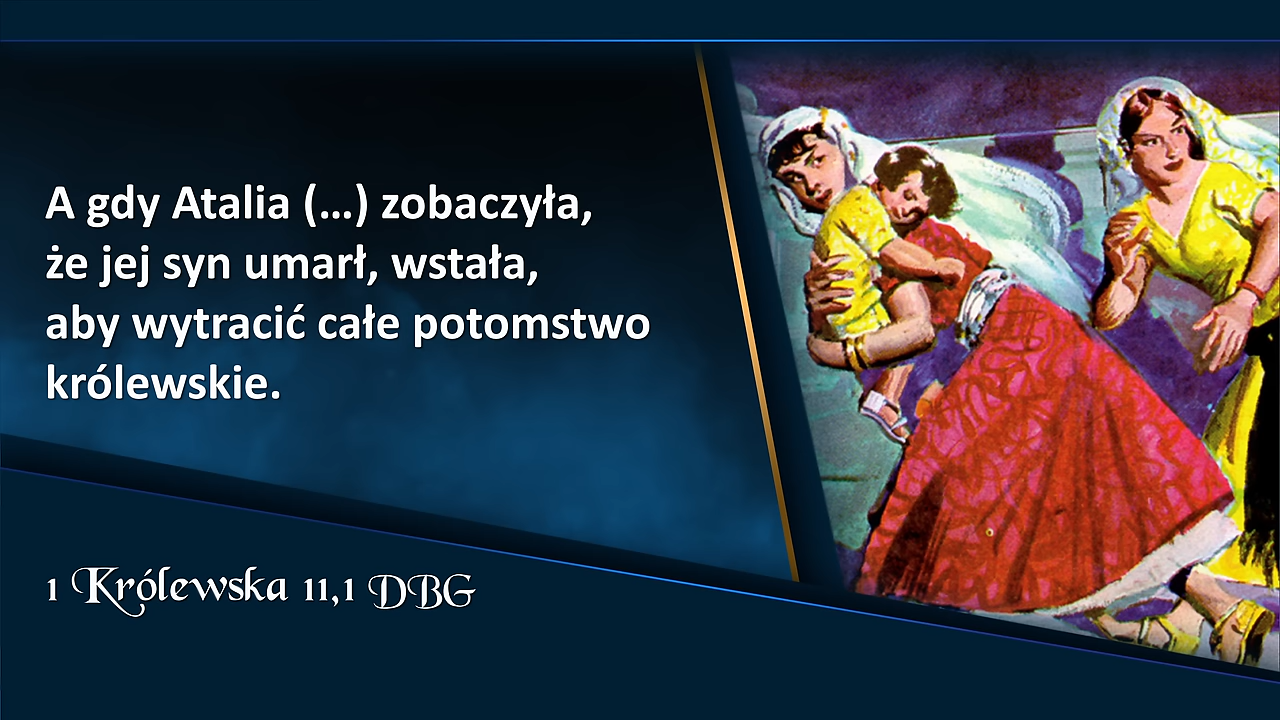 A gdy Atalia (...) zobaczyła,
że jej syn umarł, wstała,
aby wytracić całe potomstwo
królewskie.
1 Królewska 11,1 DBG